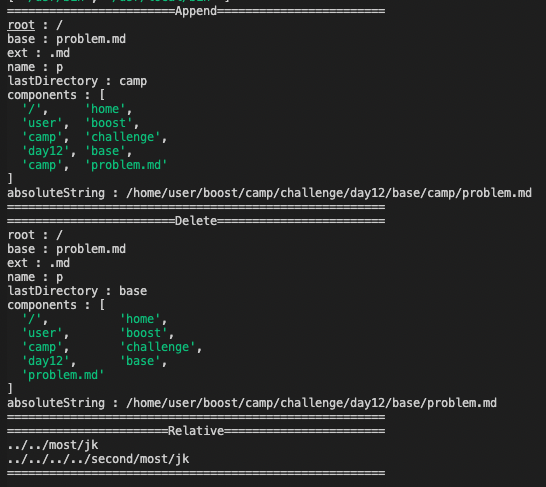 ========================Append========================
root : /
base : problem.md
ext : .md
name : p
lastDirectory : camp
components : [
  '/',     'home',
  'user',  'boost',
  'camp',  'challenge',
  'day12', 'base',
  'camp',  'problem.md'
]
absoluteString : /home/user/boost/camp/challenge/day12/base/camp/problem.md
======================================================
========================Delete========================
root : /
base : problem.md
ext : .md
name : p
lastDirectory : base
components : [
  '/',          'home',
  'user',       'boost',
  'camp',       'challenge',
  'day12',      'base',
  'problem.md'
]
absoluteString : /home/user/boost/camp/challenge/day12/base/problem.md
======================================================
=======================Relative=======================
../../most/jk
../../../../second/most/jk
======================================================